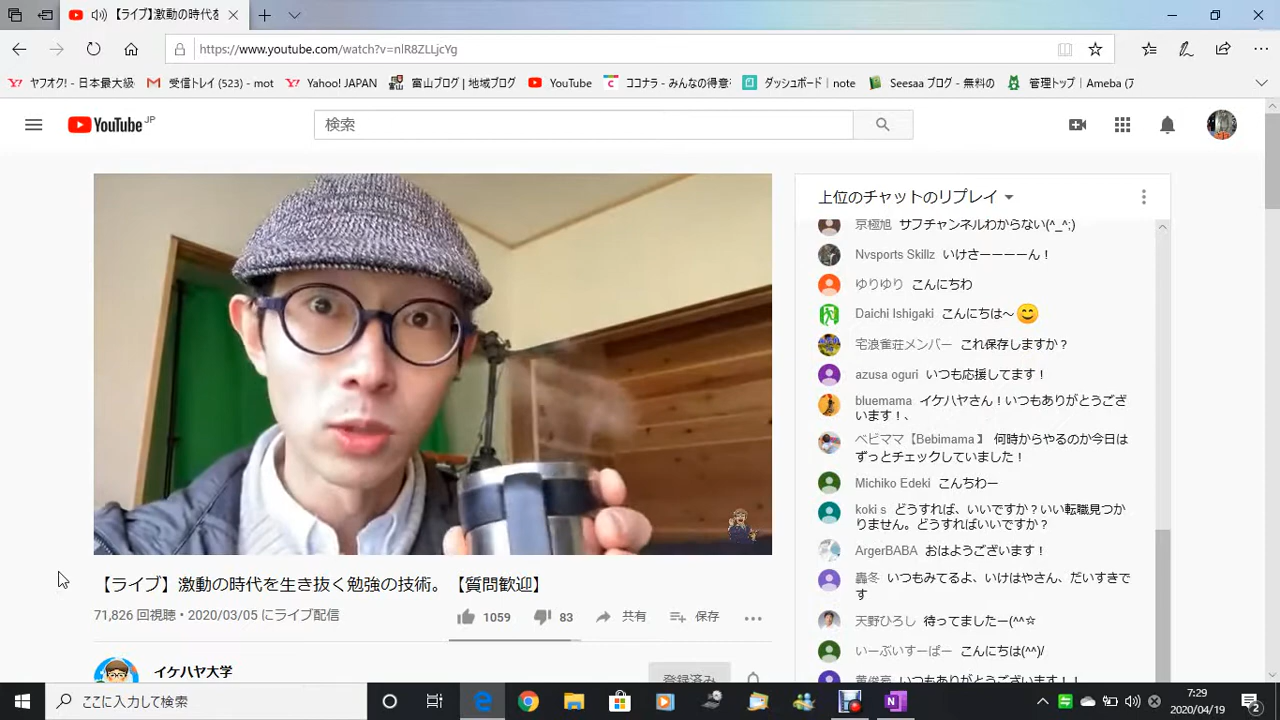 【ライブ】激動の時代を
https://www.youtube.com/watch?v=nlR8ZLLjcYg
ヤフオク! - 日本最大級
受信トレイ (523) - mot
Yahoo! JAPAN
富山ブログ | 地域ブログ
YouTube
ココナラ - みんなの得意
ダッシュボード | note
Seesaa ブログ - 無料の
管理トップ | Ameba (ア
YouTube JP
検索
上位のチャットのリプレイ
京極旭 サブチャンネルわからない(^_^;)
Nvsports Skillz いけさーーーーん！
ゆりゆり こんにちわ
Daichi Ishigaki こんにちは～😊
宅浪雀荘メンバー これ保存しますか？
azusa oguri いつも応援してます！
bluemama イケハヤさん！いつもありがとうござ
います！、
ベビママ【Bebimama】 何時からやるのか今日は
ずっとチェックしていました！
Michiko Edeki こんちわー
koki s どうすれば、いいですか？いい転職見つか
りません。どうすればいいですか？
ArgerBABA おはようございます！
轟冬 いつもみてるよ、いけはやさん、だいすきで
す
天野ひろし 待ってましたー(^^☆
いーぶいすーぱー こんにちは(^^)/
【ライブ】激動の時代を生き抜く勉強の技術。【質問歓迎】
71,826 回視聴・2020/03/05 にライブ配信
1059
83
共有
保存
イケハヤ大学
登録済み
ここに入力して検索
7:29
2020/04/19
2